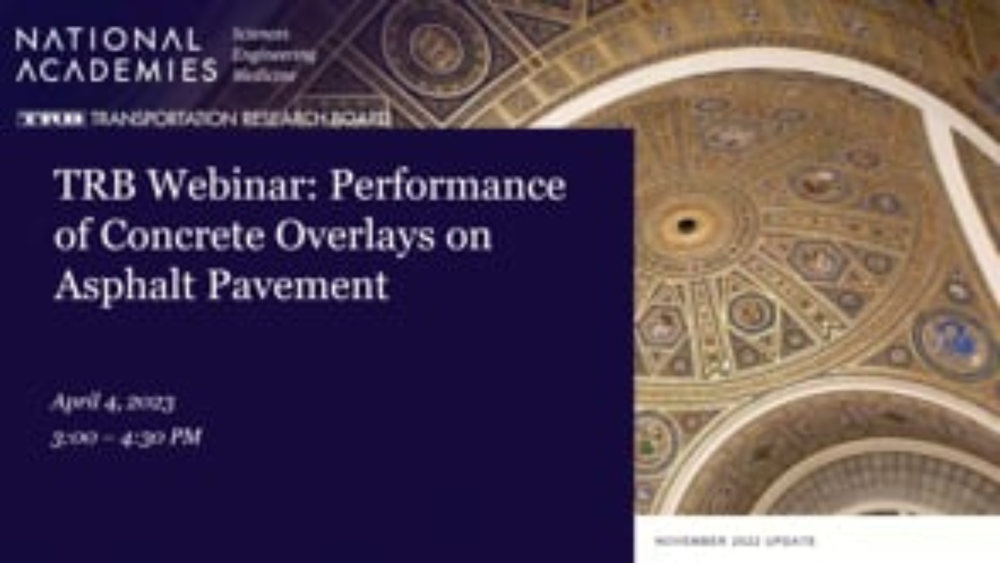 NATIONAL
ACADEMIES
Sciences
Engineering
Medicine
TRB TRANSPORTATION RESEARCH BOARD
TRB Webinar: Performance
of Concrete Overlays on
Asphalt Pavement
April 4, 2023
3:00 – 4:30 PM
NOVEMBER 2022 UPDATE